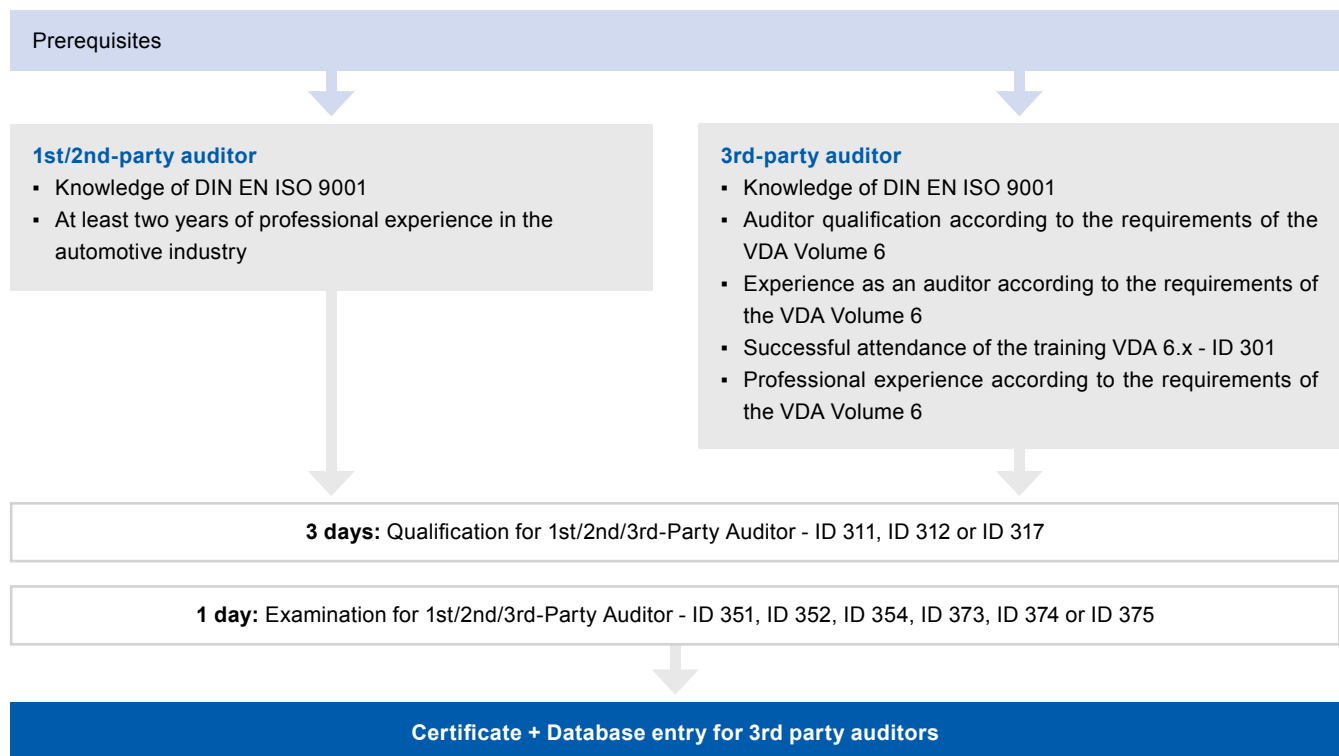 Prerequisites
1st/2nd-party auditor
▪ Knowledge of DIN EN ISO 9001
▪ At least two years of professional experience in the
automotive industry
3rd-party auditor
▪ Knowledge of DIN EN ISO 9001
▪ Auditor qualification according to the requirements of the
VDA Volume 6
▪ Experience as an auditor according to the requirements of
the VDA Volume 6
▪ Successful attendance of the training VDA 6.x - ID 301
▪ Professional experience according to the requirements of
the VDA Volume 6
3 days: Qualification for 1st/2nd/3rd-Party Auditor - ID 311, ID 312 or ID 317
1 day: Examination for 1st/2nd/3rd-Party Auditor - ID 351, ID 352, ID 354, ID 373, ID 374 or ID 375
Certificate + Database entry for 3rd party auditors